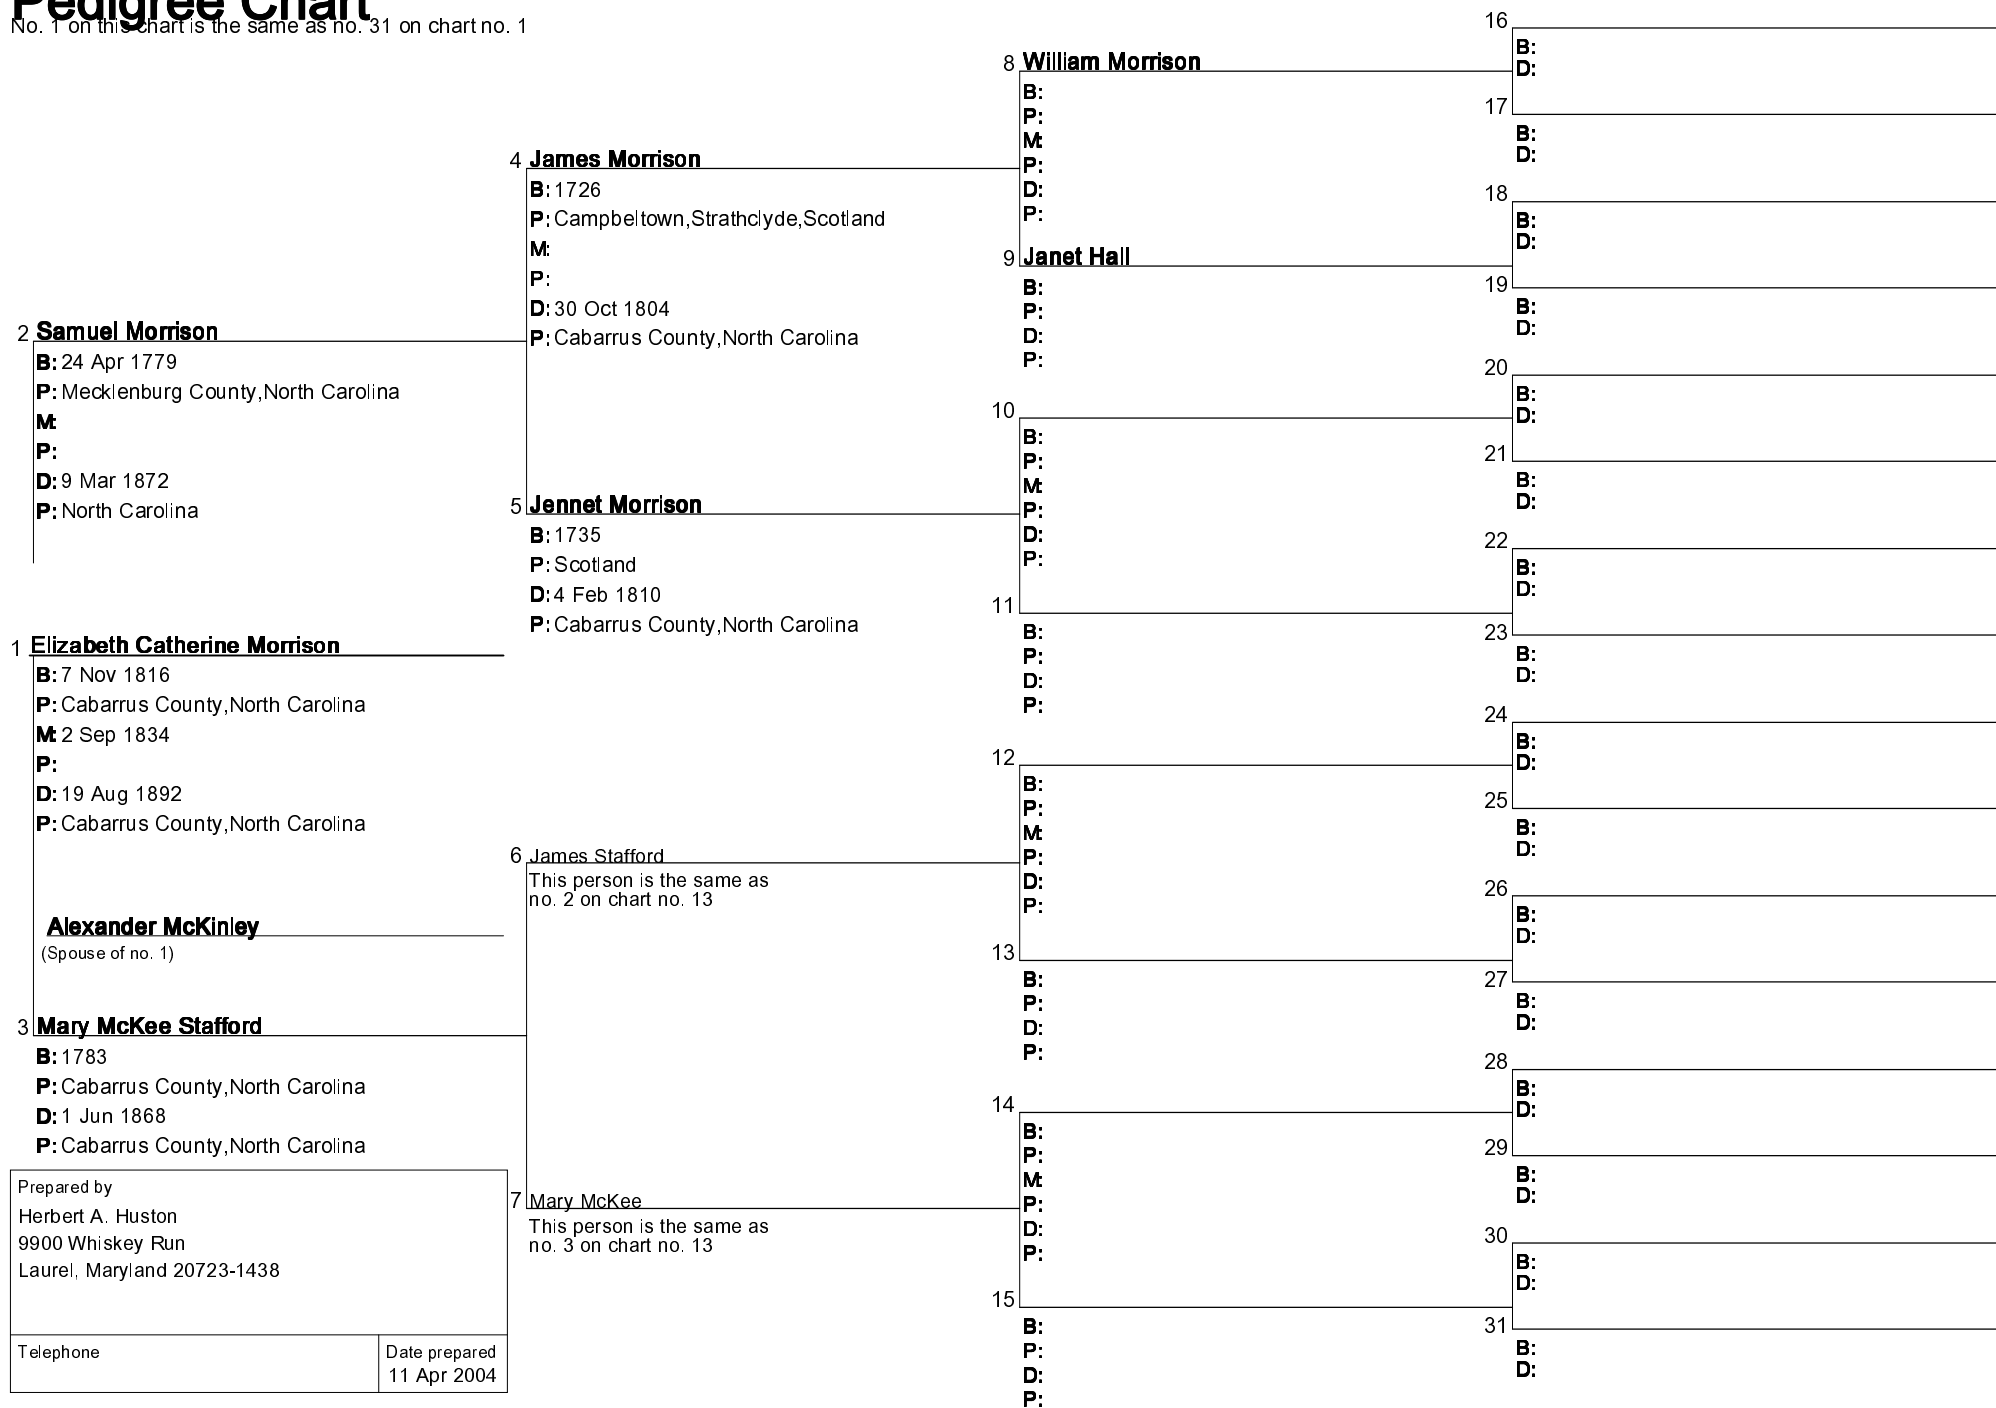 Pedigree Chart
No. 1 on this chart is the same as no. 31 on chart no. 1
2 Samuel Morrison
B: 24 Apr 1779
P: Mecklenburg County,North Carolina
M:
P:
D: 9 Mar 1872
P: North Carolina
1 Elizabeth Catherine Morrison
B: 7 Nov 1816
P: Cabarrus County,North Carolina
M: 2 Sep 1834
P:
D: 19 Aug 1892
P: Cabarrus County,North Carolina
Alexander McKinley
(Spouse of no. 1)
3 Mary McKee Stafford
B: 1783
P: Cabarrus County,North Carolina
D: 1 Jun 1868
P: Cabarrus County,North Carolina
Prepared by
Herbert A. Huston
9900 Whiskey Run
Laurel, Maryland 20723-1438
Telephone
Date prepared
11 Apr 2004
4 James Morrison
B: 1726
P: Campbeltown,Strathclyde,Scotland
M:
P:
D: 30 Oct 1804
P: Cabarrus County,North Carolina
5 Jennet Morrison
B: 1735
P: Scotland
D: 4 Feb 1810
P: Cabarrus County,North Carolina
6 James Stafford
This person is the same as
no. 2 on chart no. 13
7 Mary McKee
This person is the same as
no. 3 on chart no. 13
8 William Morrison
B:
P:
M:
P:
D:
P:
9 Janet Hall
B:
P:
D:
P:
10
B:
P:
M:
P:
D:
P:
11
B:
P:
D:
P:
12
B:
P:
M:
P:
D:
P:
13
B:
P:
D:
P:
14
B:
P:
M:
P:
D:
P:
15
B:
P:
D:
P:
16
B:
D:
17
B:
D:
18
B:
D:
19
B:
D:
20
B:
D:
21
B:
D:
22
B:
D:
23
B:
D:
24
B:
D:
25
B:
D:
26
B:
D:
27
B:
D:
28
B:
D:
29
B:
D:
30
B:
D:
31
B:
D: